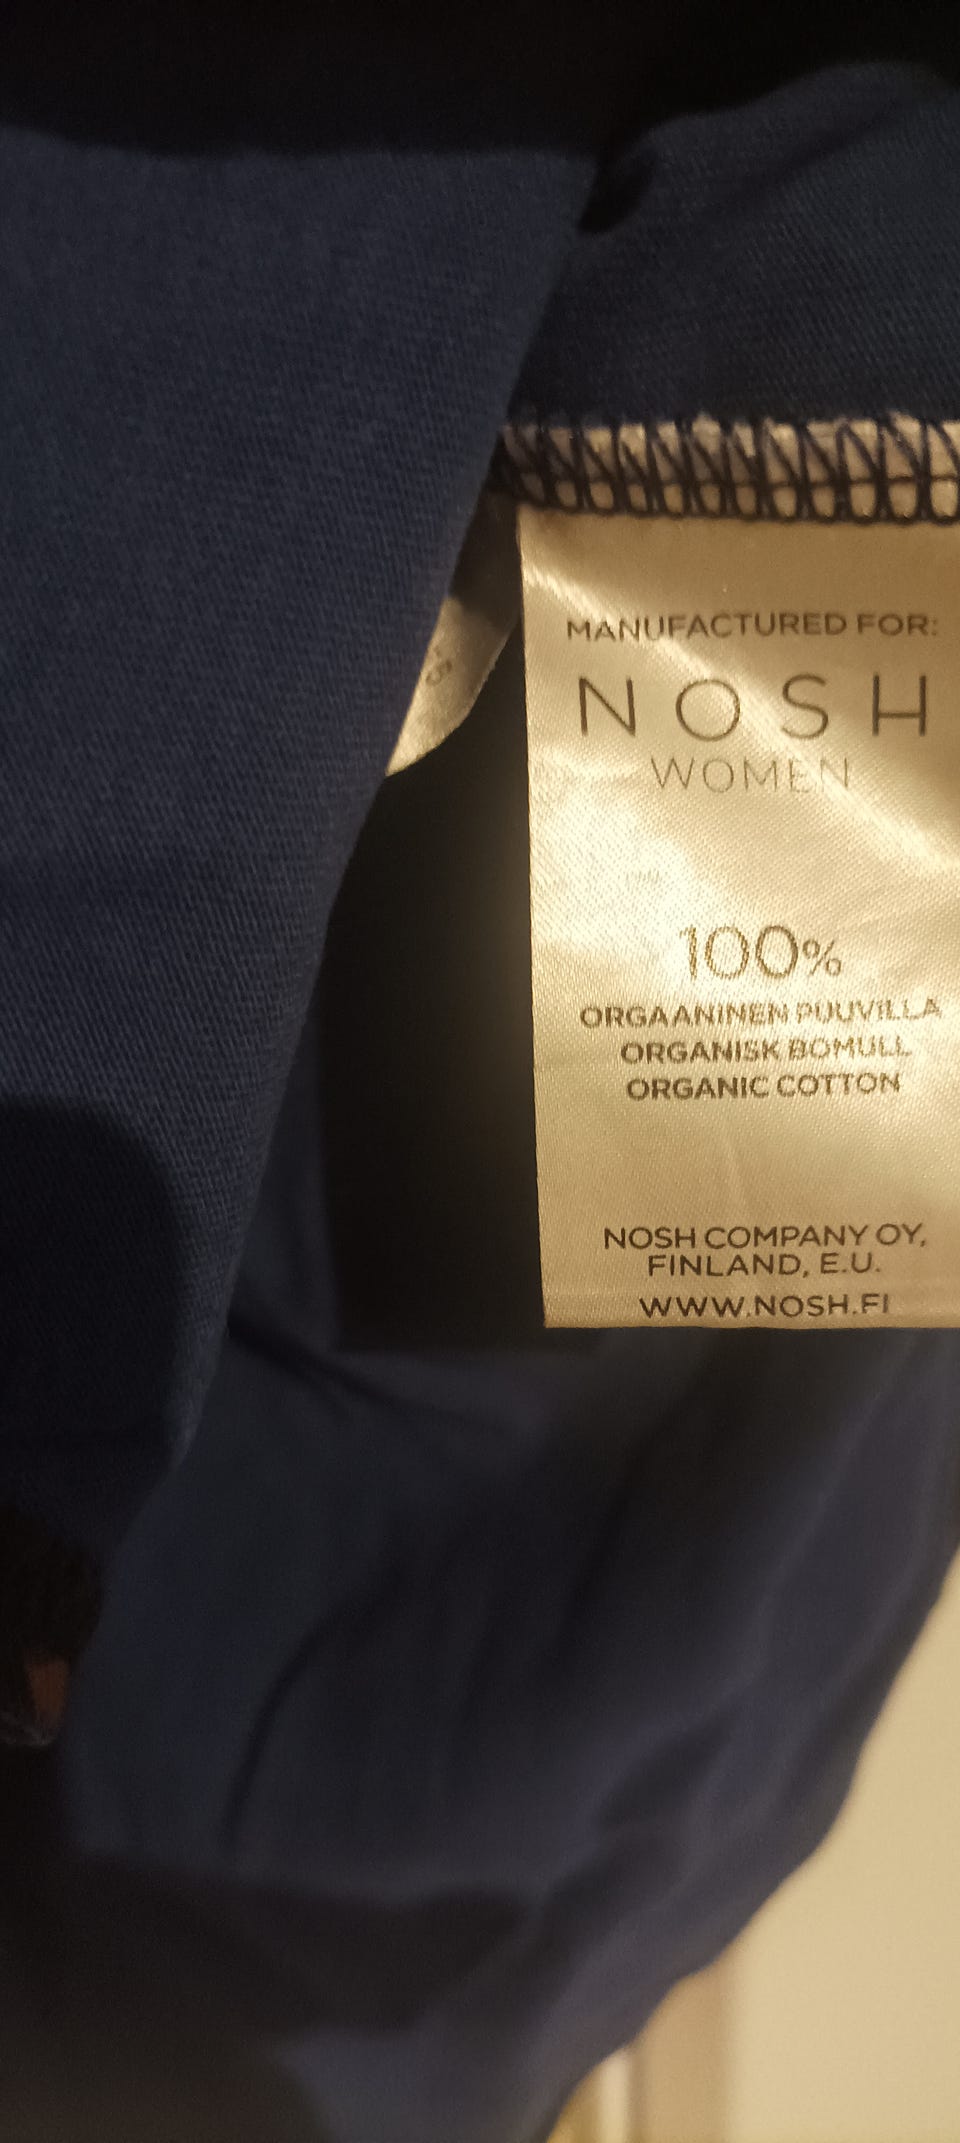 MANUFACTURED FOR:
NOSH
WOMEN
100%
ORGAANINEN PUUVILLA
ORGANISK BOMULL
ORGANIC COTTON
NOSH COMPANY OY,
FINLAND, E.U.
WWW.NOSH.FI